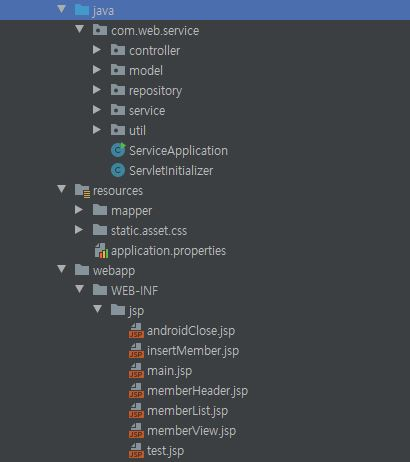 java
com.web.service
controller
model
repository
service
util
ServiceApplication
ServletInitializer
resources
mapper
static.asset.css
application.properties
webapp
WEB-INF
jsp
androidClose.jsp
insertMember.jsp
main.jsp
memberHeader.jsp
memberList.jsp
memberView.jsp
test.jsp